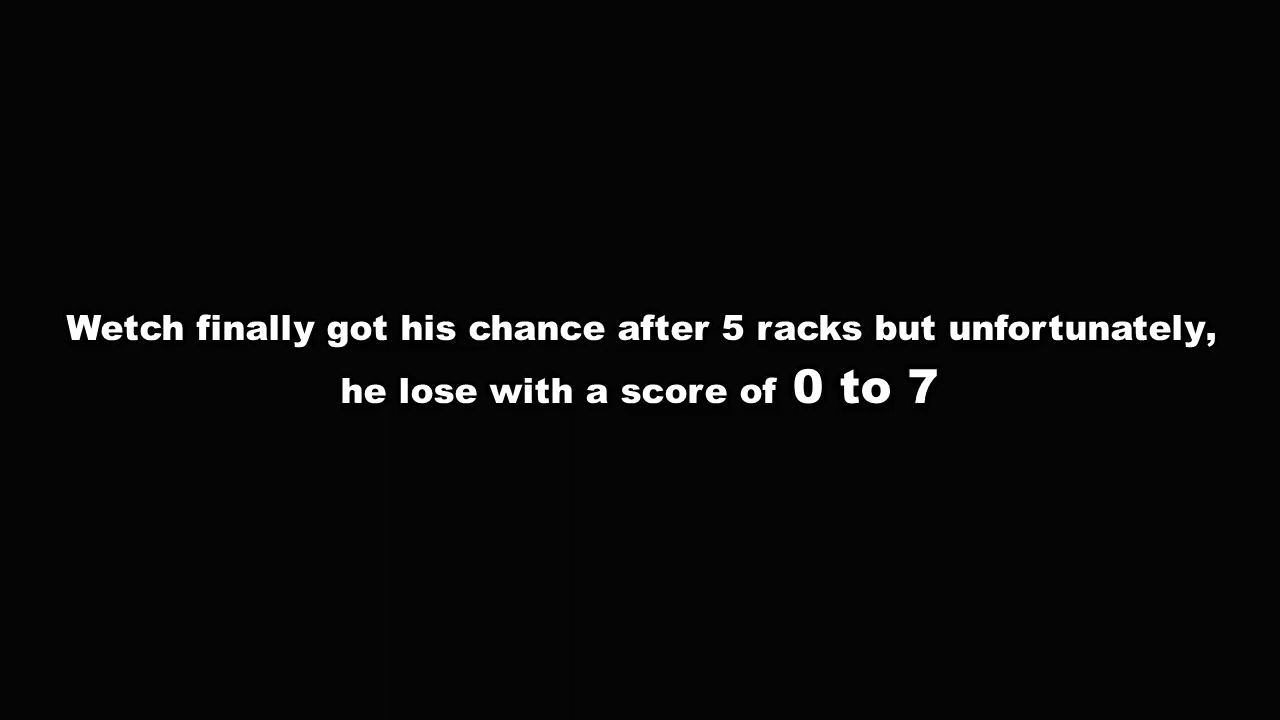 Wetch finally got his chance after 5 racks but unfortunately,
he lose with a score of 0 to 7